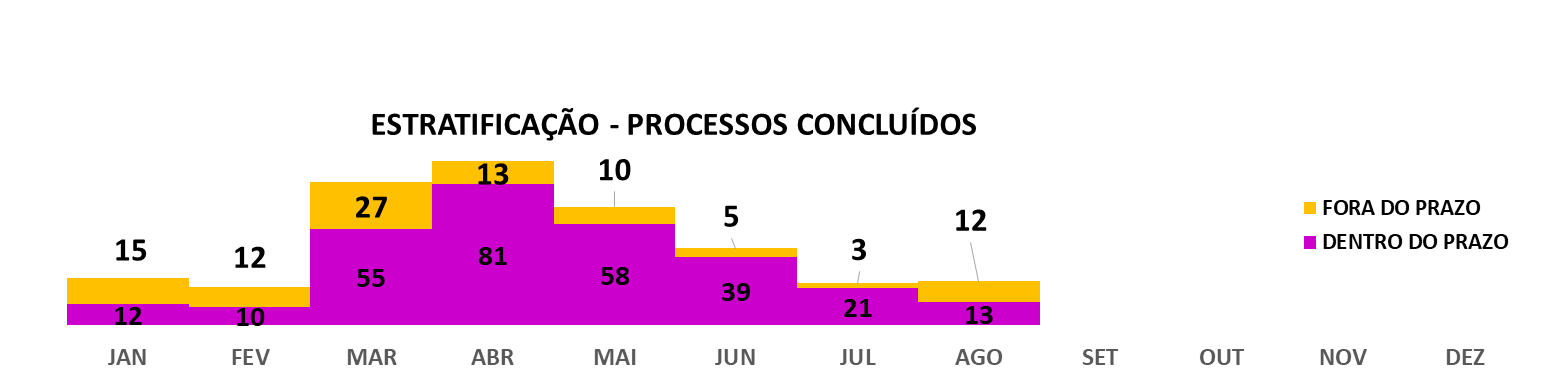 ESTRATIFICAÇÃO - PROCESSOS CONCLUÍDOS
15 12 27 13 10 5 3 12
12 10 55 81 58 39 21 13
JAN FEV MAR ABR MAI JUN JUL AGO SET OUT NOV DEZ
FORA DO PRAZO
DENTRO DO PRAZO